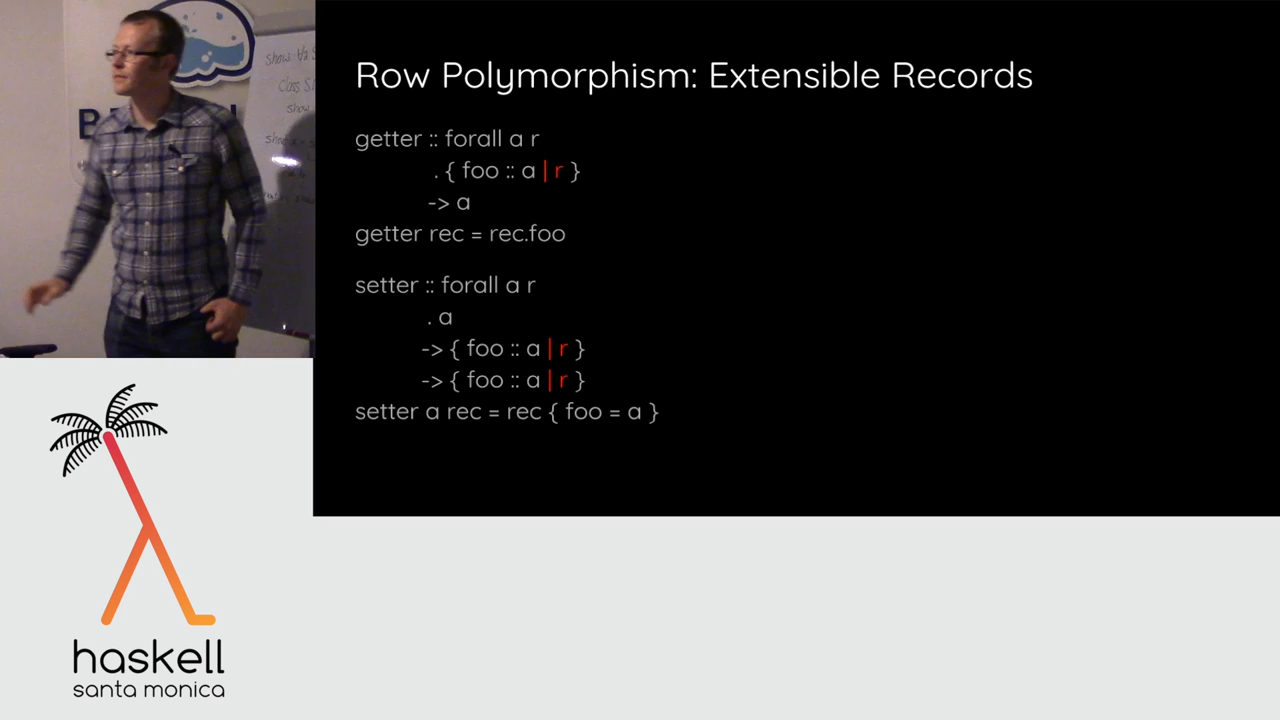 Row Polymorphism: Extensible Records
getter :: forall a r
. { foo :: a | r }
-> a
getter rec = rec.foo
setter :: forall a r
. a
-> { foo :: a | r }
-> { foo :: a | r }
setter a rec = rec { foo = a }
haskell
santa monica